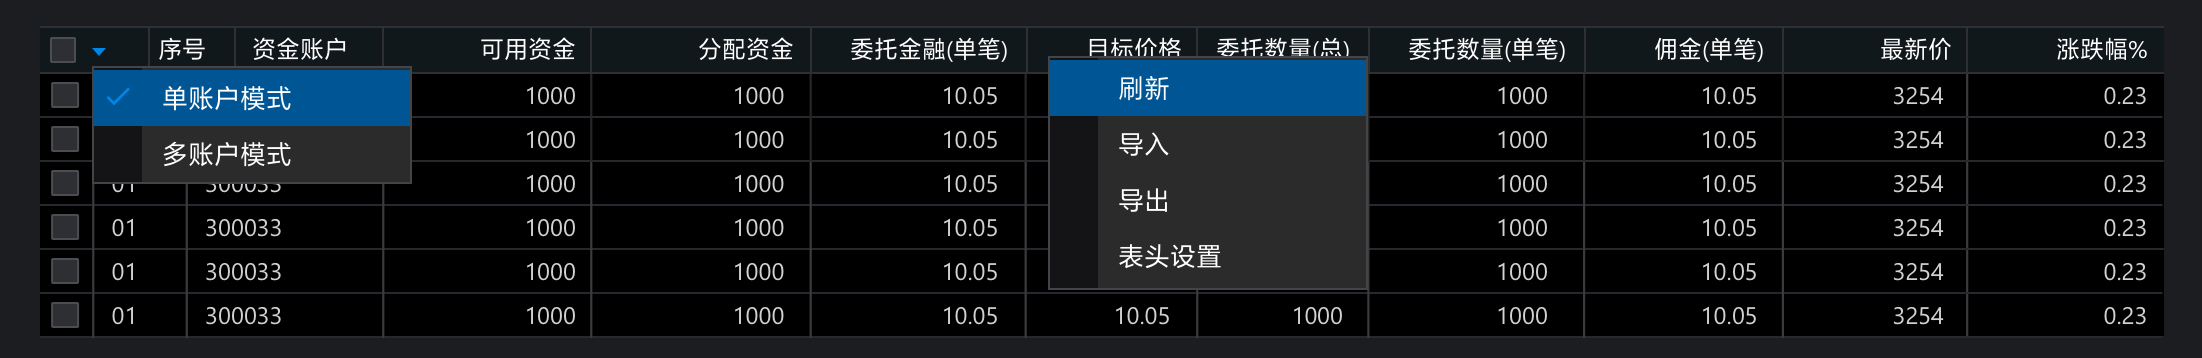 序号 资金账户 可用资金 分配资金 委托金融(单笔) 目标价格 委托数量(总) 委托数量(单笔) 佣金(单笔) 最新价 涨跌幅%
单账户模式 1000 1000 10.05 刷新 1000 10.05 3254 0.23
多账户模式 1000 1000 10.05 导入 1000 10.05 3254 0.23
01 300033 1000 1000 10.05 导出 1000 10.05 3254 0.23
01 300033 1000 1000 10.05 1000 10.05 3254 0.23
01 300033 1000 1000 10.05 表头设置 1000 10.05 3254 0.23
01 300033 1000 1000 10.05 10.05 1000 1000 10.05 3254 0.23